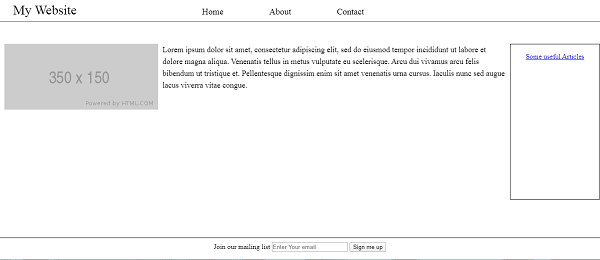 My Website Home About Contact
350 x 150
Powered by HTML.COM
Lorem ipsum dolor sit amet, consectetur adipiscing elit, sed do eiusmod tempor incididunt ut labore et
dolore magna aliqua. Venenatis tellus in metus vulputate eu scelerisque. Arcu dui vivamus arcu felis
bibendum ut tristique et. Pellentesque dignissim enim sit amet venenatis urna cursus. Iaculis nunc sed augue
lacus viverra vitae congue.
Some useful Articles
Join our mailing list Enter Your email Sign me up